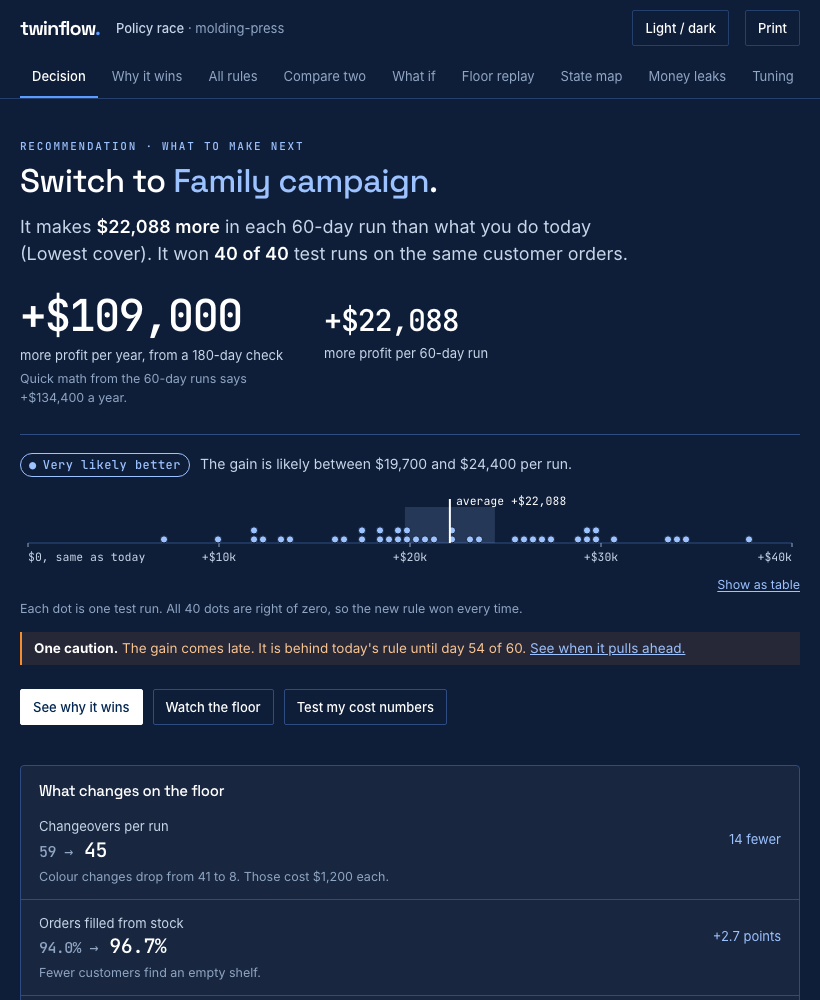 twinflow. Policy race · molding-press Light / dark Print
Decision Why it wins All rules Compare two What if Floor replay State map Money leaks Tuning
RECOMMENDATION · WHAT TO MAKE NEXT
Switch to Family campaign.
It makes $22,088 more in each 60-day run than what you do today
(Lowest cover). It won 40 of 40 test runs on the same customer orders.
+$109,000
more profit per year, from a 180-day check
Quick math from the 60-day runs says
+$134,400 a year.
+$22,088
more profit per 60-day run
Very likely better The gain is likely between $19,700 and $24,400 per run.
average +$22,088
$0, same as today +$10k +$20k +$30k +$40k
Show as table
Each dot is one test run. All 40 dots are right of zero, so the new rule won every time.
One caution. The gain comes late. It is behind today's rule until day 54 of 60. See when it pulls ahead.
See why it wins Watch the floor Test my cost numbers
What changes on the floor
Changeovers per run
59 → 45
14 fewer
Colour changes drop from 41 to 8. Those cost $1,200 each.
Orders filled from stock
94.0% → 96.7%
+2.7 points
Fewer customers find an empty shelf.